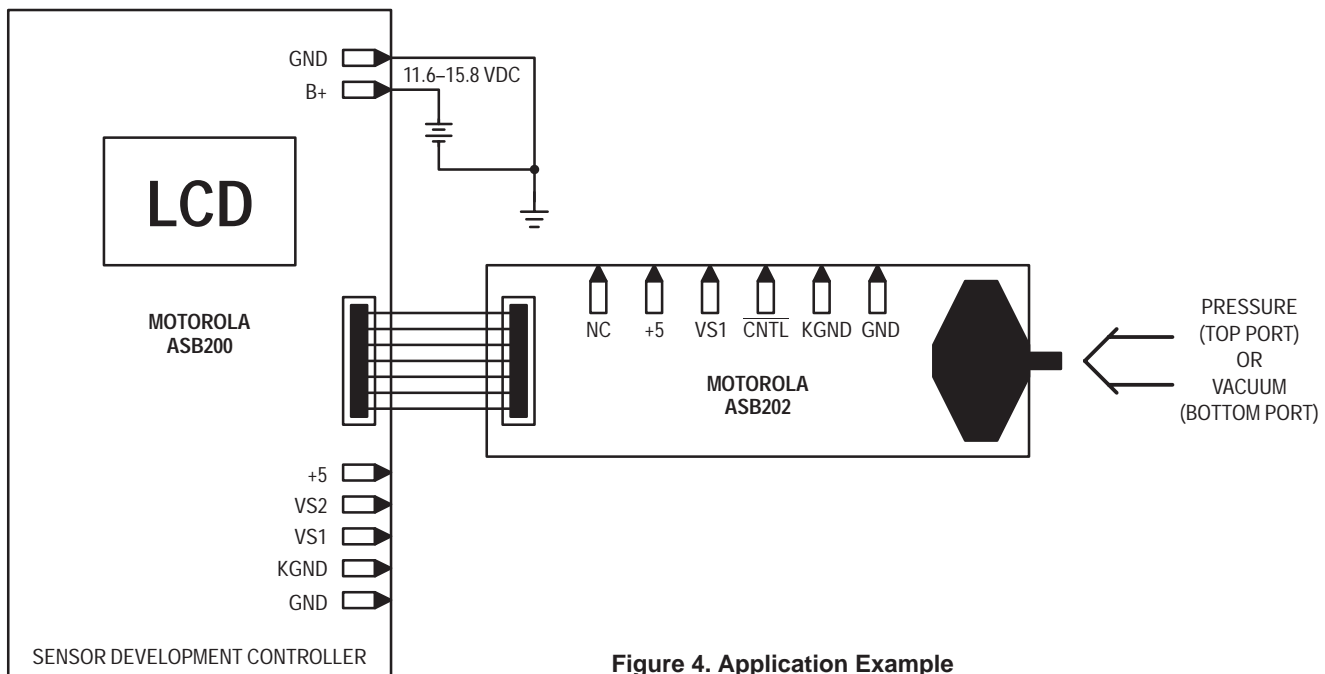 GND
11.6–15.8 VDC
B+
LCD
MOTOROLA
ASB200
NC
+5
VS1
CNTL
KGND
GND
MOTOROLA
ASB202
PRESSURE
(TOP PORT)
OR
VACUUM
(BOTTOM PORT)
+5
VS2
VS1
KGND
GND
SENSOR DEVELOPMENT CONTROLLER
Figure 4. Application Example